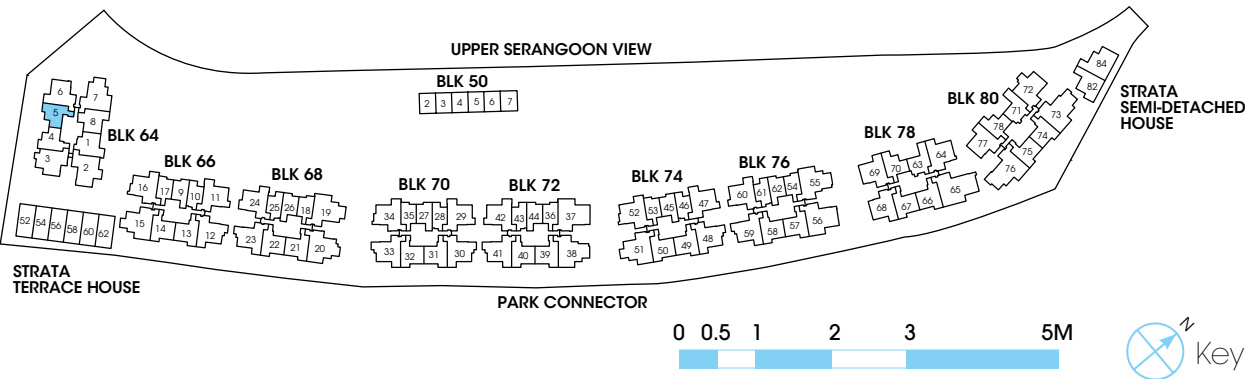 UPPER SERANGOON VIEW
BLK 50
2 3 4 5 6 7
BLK 64
6 7
5 8
4 1
3 2
BLK 66
16 17 9 10 11
15 14 13 12
BLK 68
24 25 26 18 19
23 22 21 20
BLK 70
34 35 27 28 29
33 32 31 30
BLK 72
42 43 44 36 37
41 40 39 38
BLK 74
52 53 45 46 47
51 50 49 48
BLK 76
60 61 62 54 55
59 58 57 56
BLK 78
69 70 63 64
68 67 66 65
BLK 80
72
71 73
78 74
77 75
76
84
82
STRATA
SEMI-DETACHED
HOUSE
52 54 56 58 60 62
STRATA
TERRACE HOUSE
PARK CONNECTOR
0 0.5 1 2 3 5M
N
Key